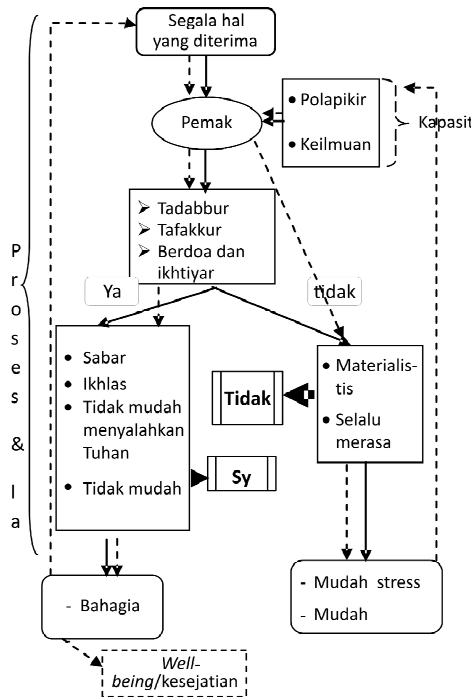 Segala hal
yang diterima
Pemak
Polapikir
Keilmuan
Kapasit
Tadabbur
Tafakkur
Berdoa dan
ikhtiyar
Ya
tidak
Sabar
Ikhlas
Tidak mudah
menyalahkan
Tuhan
Tidak mudah
Tidak
Sy
Materialis-
tis
Selalu
merasa
- Bahagia
- Mudah stress
- Mudah
Well-
being/kesejatian
P
r
o
s
e
s
&
l
a